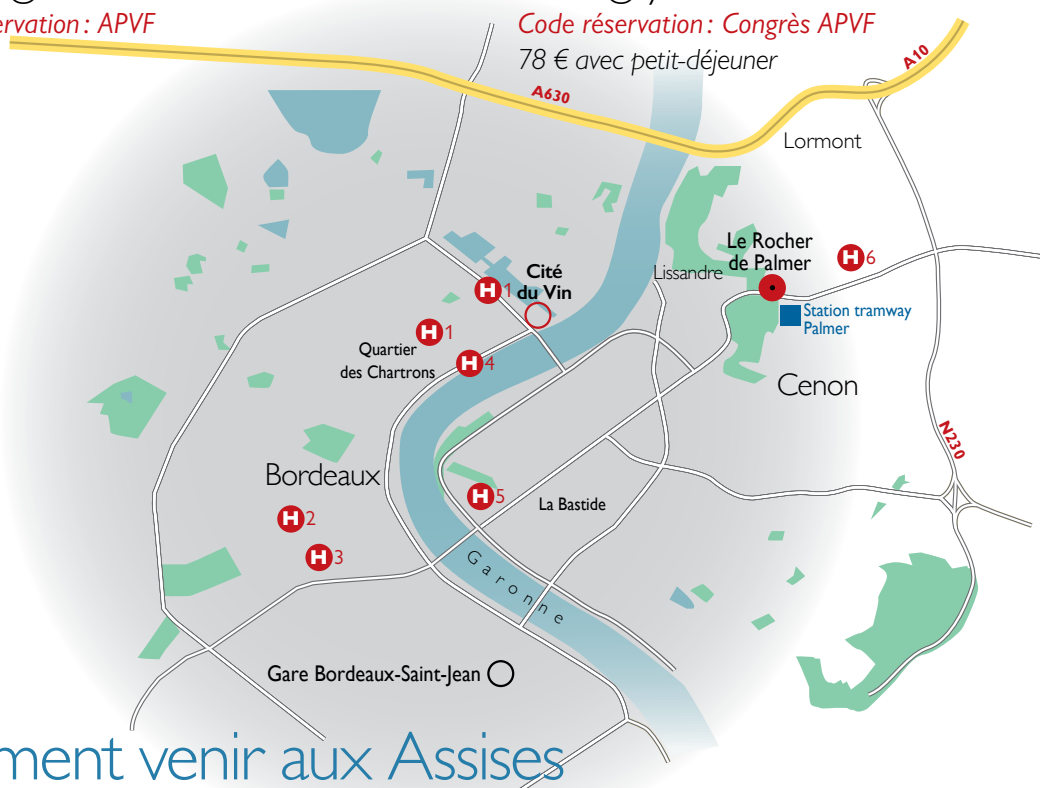 Code réservation : Congrès APVF
78 € avec petit-déjeuner
A630
A10
Lormont
Le Rocher
de Palmer
H 6
Lissandre
Station tramway
Palmer
Cité
du Vin
H 1
H 1
Quartier
des Chartrons
H 4
Cenon
N230
Bordeaux
H 5
La Bastide
H 2
H 3
Garonne
Gare Bordeaux-Saint-Jean
ment venir aux Assises
: APVF